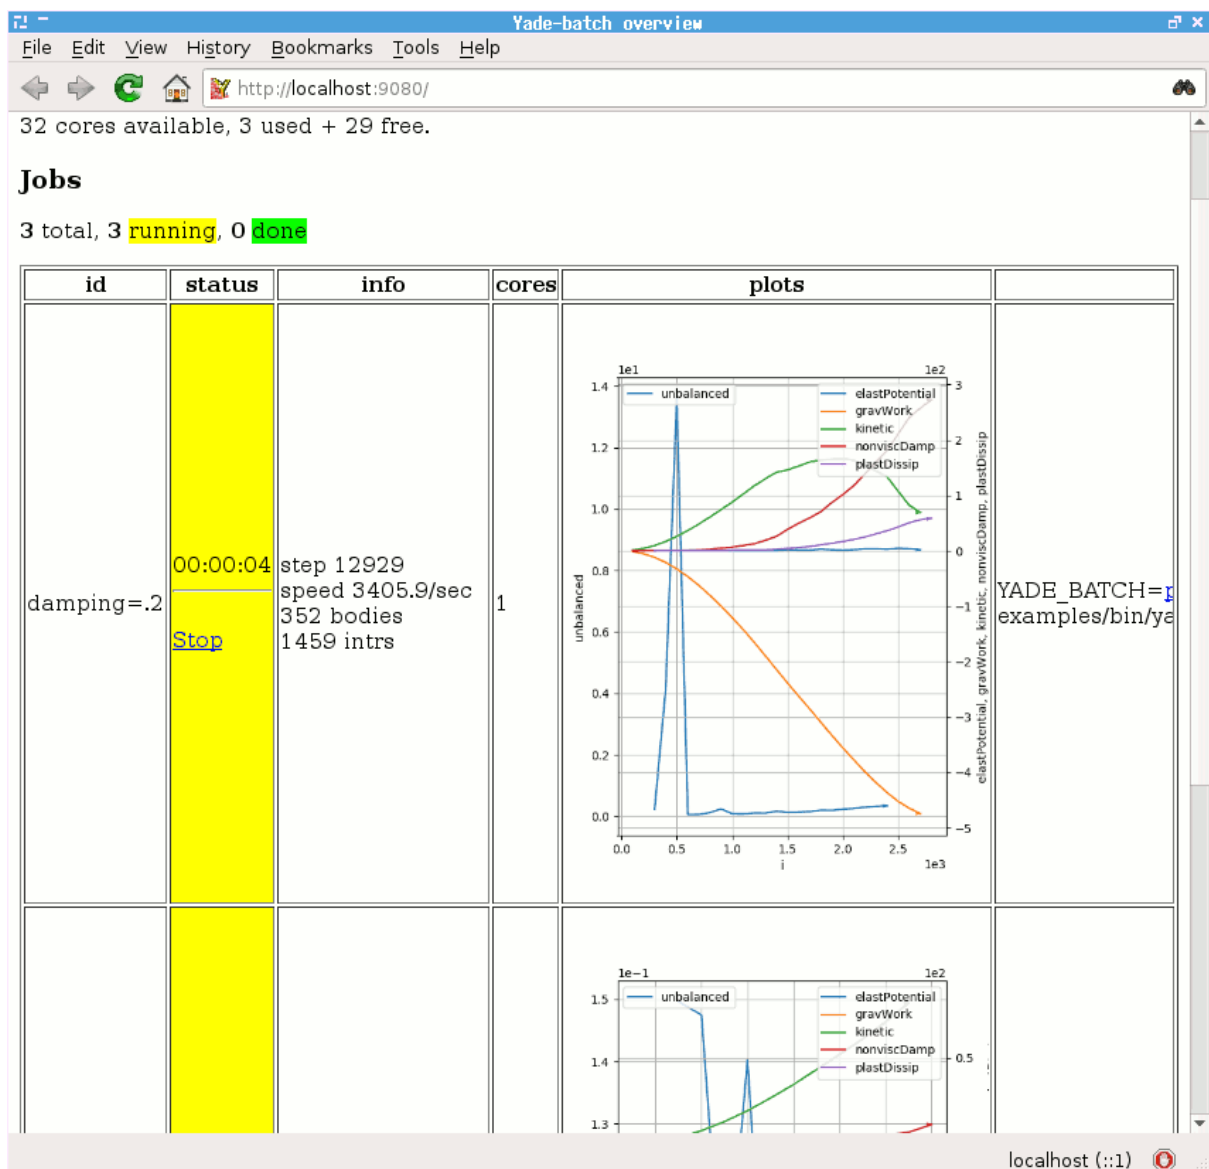 Yade-batch overview
File Edit View History Bookmarks Tools Help
http://localhost:9080/
32 cores available, 3 used + 29 free.
Jobs
3 total, 3 running, 0 done
id status info cores plots
damping=.2
00:00:04
Stop
step 12929
speed 3405.9/sec
352 bodies
1459 intrs
1
1e1 1e2
unbalanced
elastPotential
gravWork
kinetic
nonviscDamp
plastDissip
1.4
1.2
1.0
0.8
0.6
0.4
0.2
0.0
unbalanced
3
2
1
0
−1
−2
−3
−4
−5
elastPotential, gravWork, kinetic, nonviscDamp, plastDissip
0.0 0.5 1.0 1.5 2.0 2.5
1e3
i
YADE_BATCH=p
examples/bin/ya
1e−1 1e2
unbalanced
elastPotential
gravWork
kinetic
nonviscDamp
plastDissip
1.5
1.4
1.3
0.5
localhost (::1)